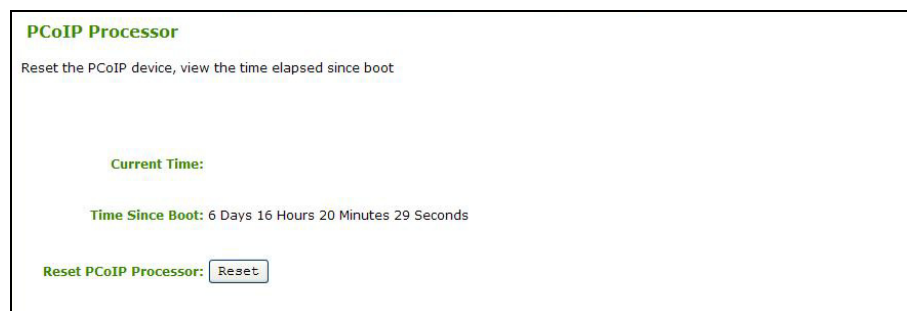 PCoIP Processor
Reset the PCoIP device, view the time elapsed since boot
Current Time:
Time Since Boot: 6 Days 16 Hours 20 Minutes 29 Seconds
Reset PCoIP Processor: Reset